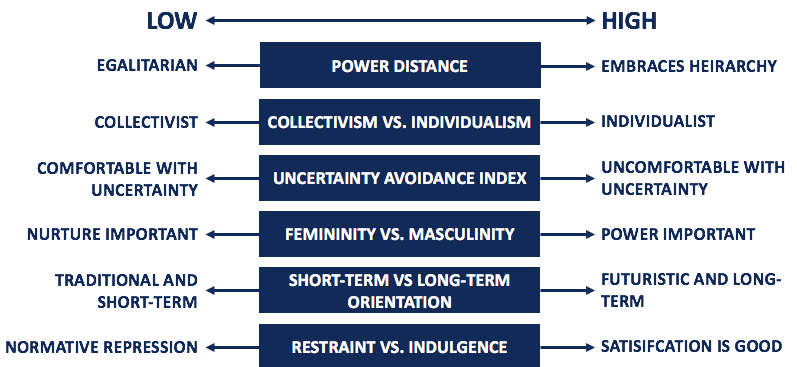 LOW HIGH
EGALITARIAN POWER DISTANCE EMBRACES HEIRARCHY
COLLECTIVIST COLLECTIVISM VS. INDIVIDUALISM INDIVIDUALIST
COMFORTABLE WITH
UNCERTAINTY
UNCERTAINTY AVOIDANCE INDEX
UNCOMFORTABLE WITH
UNCERTAINTY
NURTURE IMPORTANT FEMININITY VS. MASCULINITY POWER IMPORTANT
TRADITIONAL AND
SHORT-TERM
SHORT-TERM VS LONG-TERM
ORIENTATION
FUTURISTIC AND LONG-
TERM
NORMATIVE REPRESSION RESTRAINT VS. INDULGENCE SATISIFCATION IS GOOD